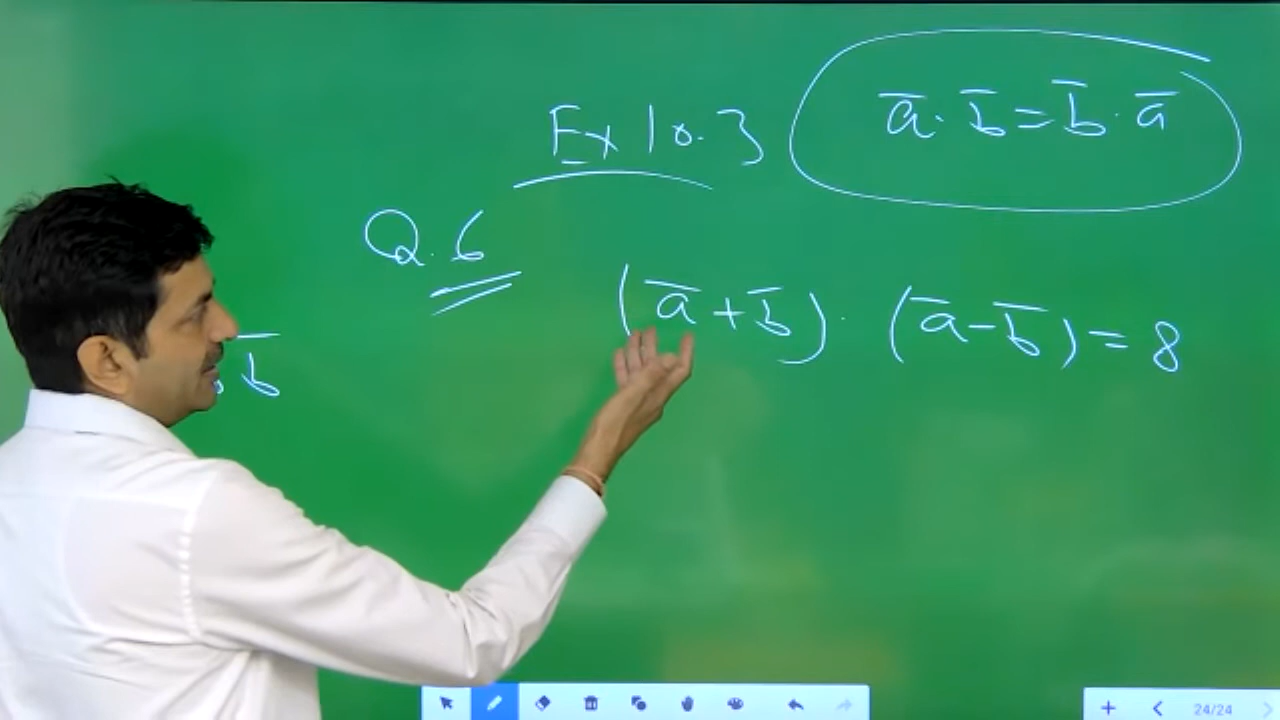 Ex 10.3
a̅ · b̅ = b̅ · a̅
Q. 6
(a̅ + b̅) · (a̅ - b̅) = 8
b̅
24/24